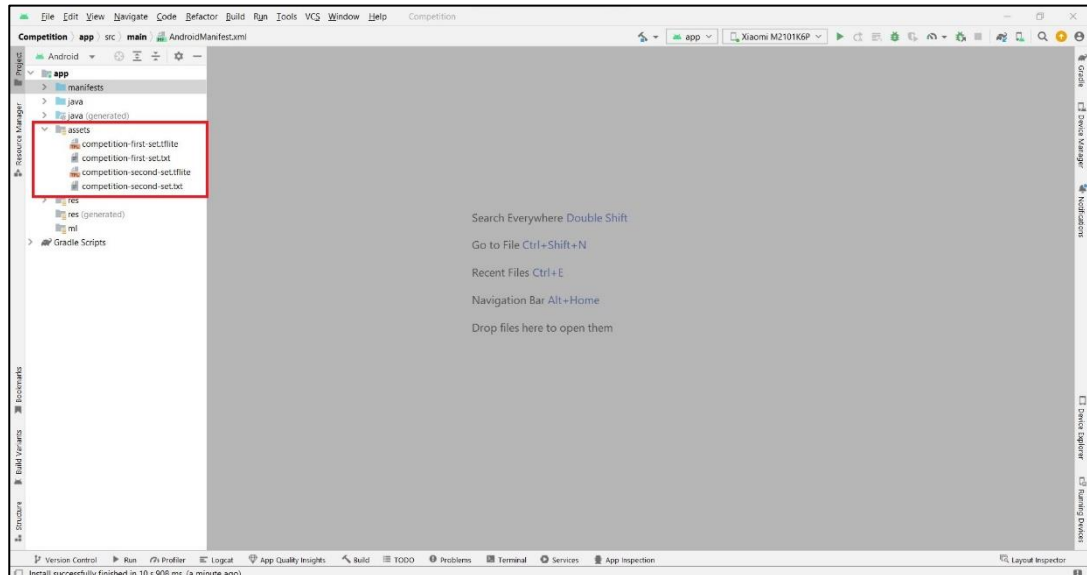 File Edit View Navigate Code Refactor Build Run Tools VCS Window Help Competition
Competition app src main AndroidManifest.xml app Xiaomi M2101K6P
Project
Resource Manager
Bookmarks
Build Variants
Structure
Android
app
manifests
java
java (generated)
assets
competition-first-set.tflite
competition-first-set.txt
competition-second-set.tflite
competition-second-set.txt
res
res (generated)
ml
Gradle Scripts
Search Everywhere Double Shift
Go to File Ctrl+Shift+N
Recent Files Ctrl+E
Navigation Bar Alt+Home
Drop files here to open them
Gradle
Device Manager
Notifications
Device Explorer
Running Devices
Version Control Run Profiler Logcat App Quality Insights Build TODO Problems Terminal Services App Inspection Layout Inspector
Install successfully finished in 10 s 908 ms. (a minute ago)